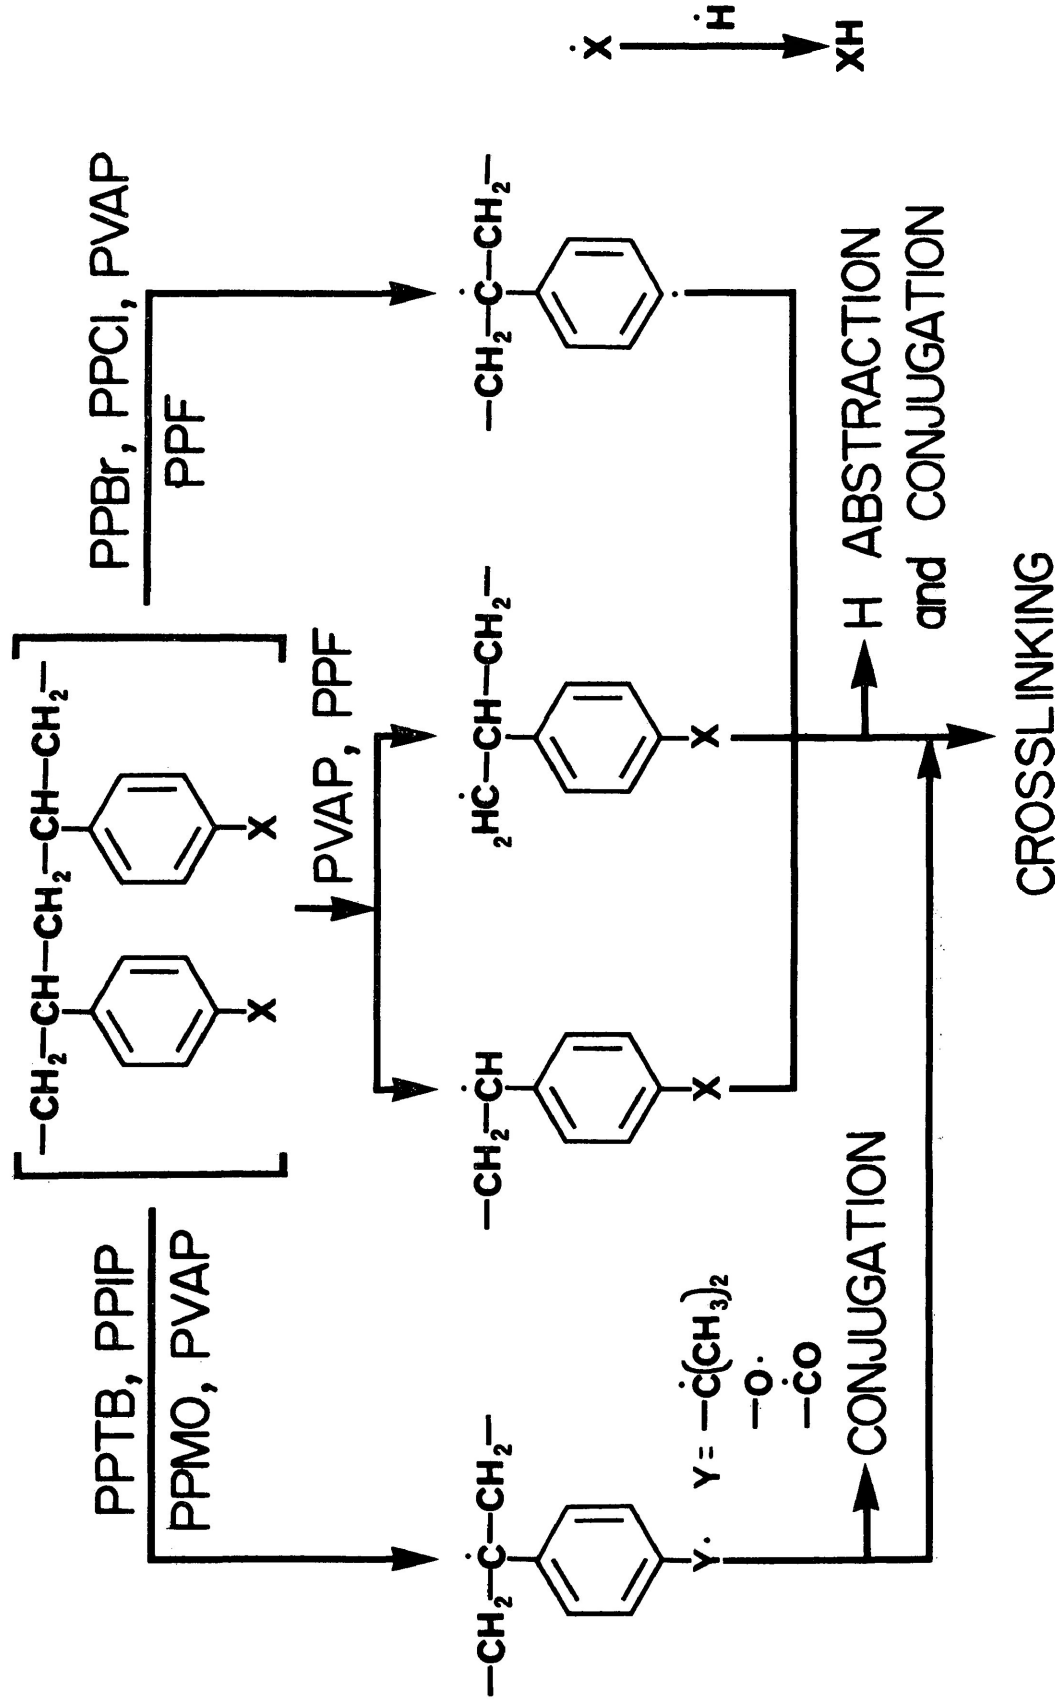 —CH2—CH—CH2—CH—CH2—
X X
PPTB, PPIP
PPMO, PVAP
PVAP, PPF
PPBr, PPCl, PVAP
PPF
—CH2—Ċ—CH2—
—CH2—ĊH
2HĊ—CH—CH2—
—CH2—Ċ—CH2—
Y·
X
X
·
Y= —Ċ(CH3)2
—O·
—ĊO
CONJUGATION
H ABSTRACTION
and CONJUGATION
CROSSLINKING
Ẋ
Ḣ
XH